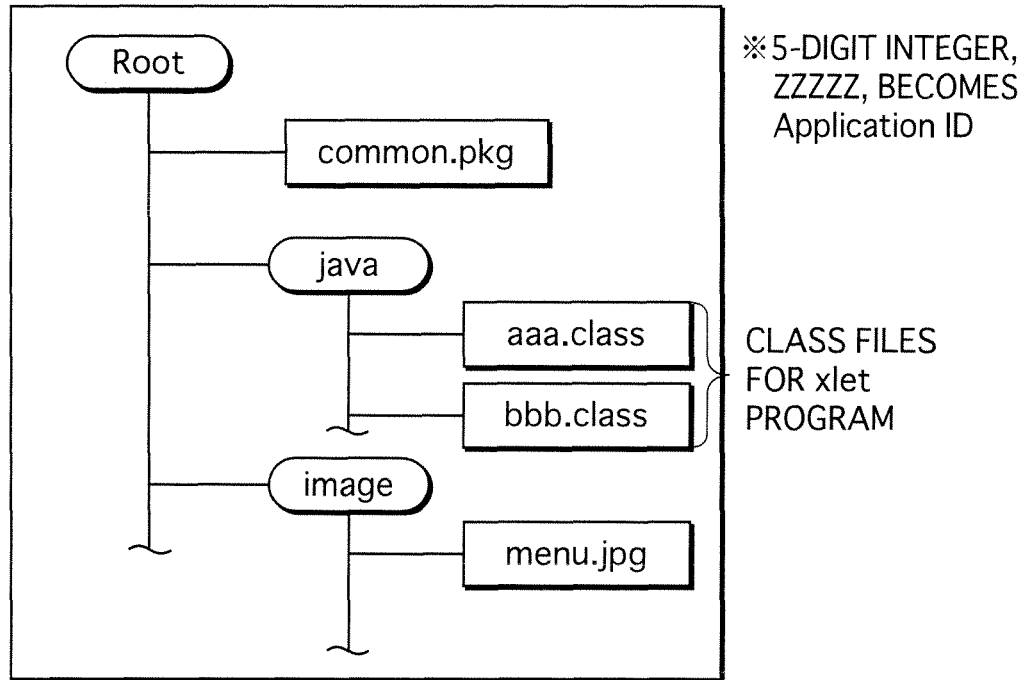 Root
common.pkg
java
aaa.class
bbb.class
image
menu.jpg
※5-DIGIT INTEGER,
ZZZZZ, BECOMES
Application ID
CLASS FILES
FOR xlet
PROGRAM